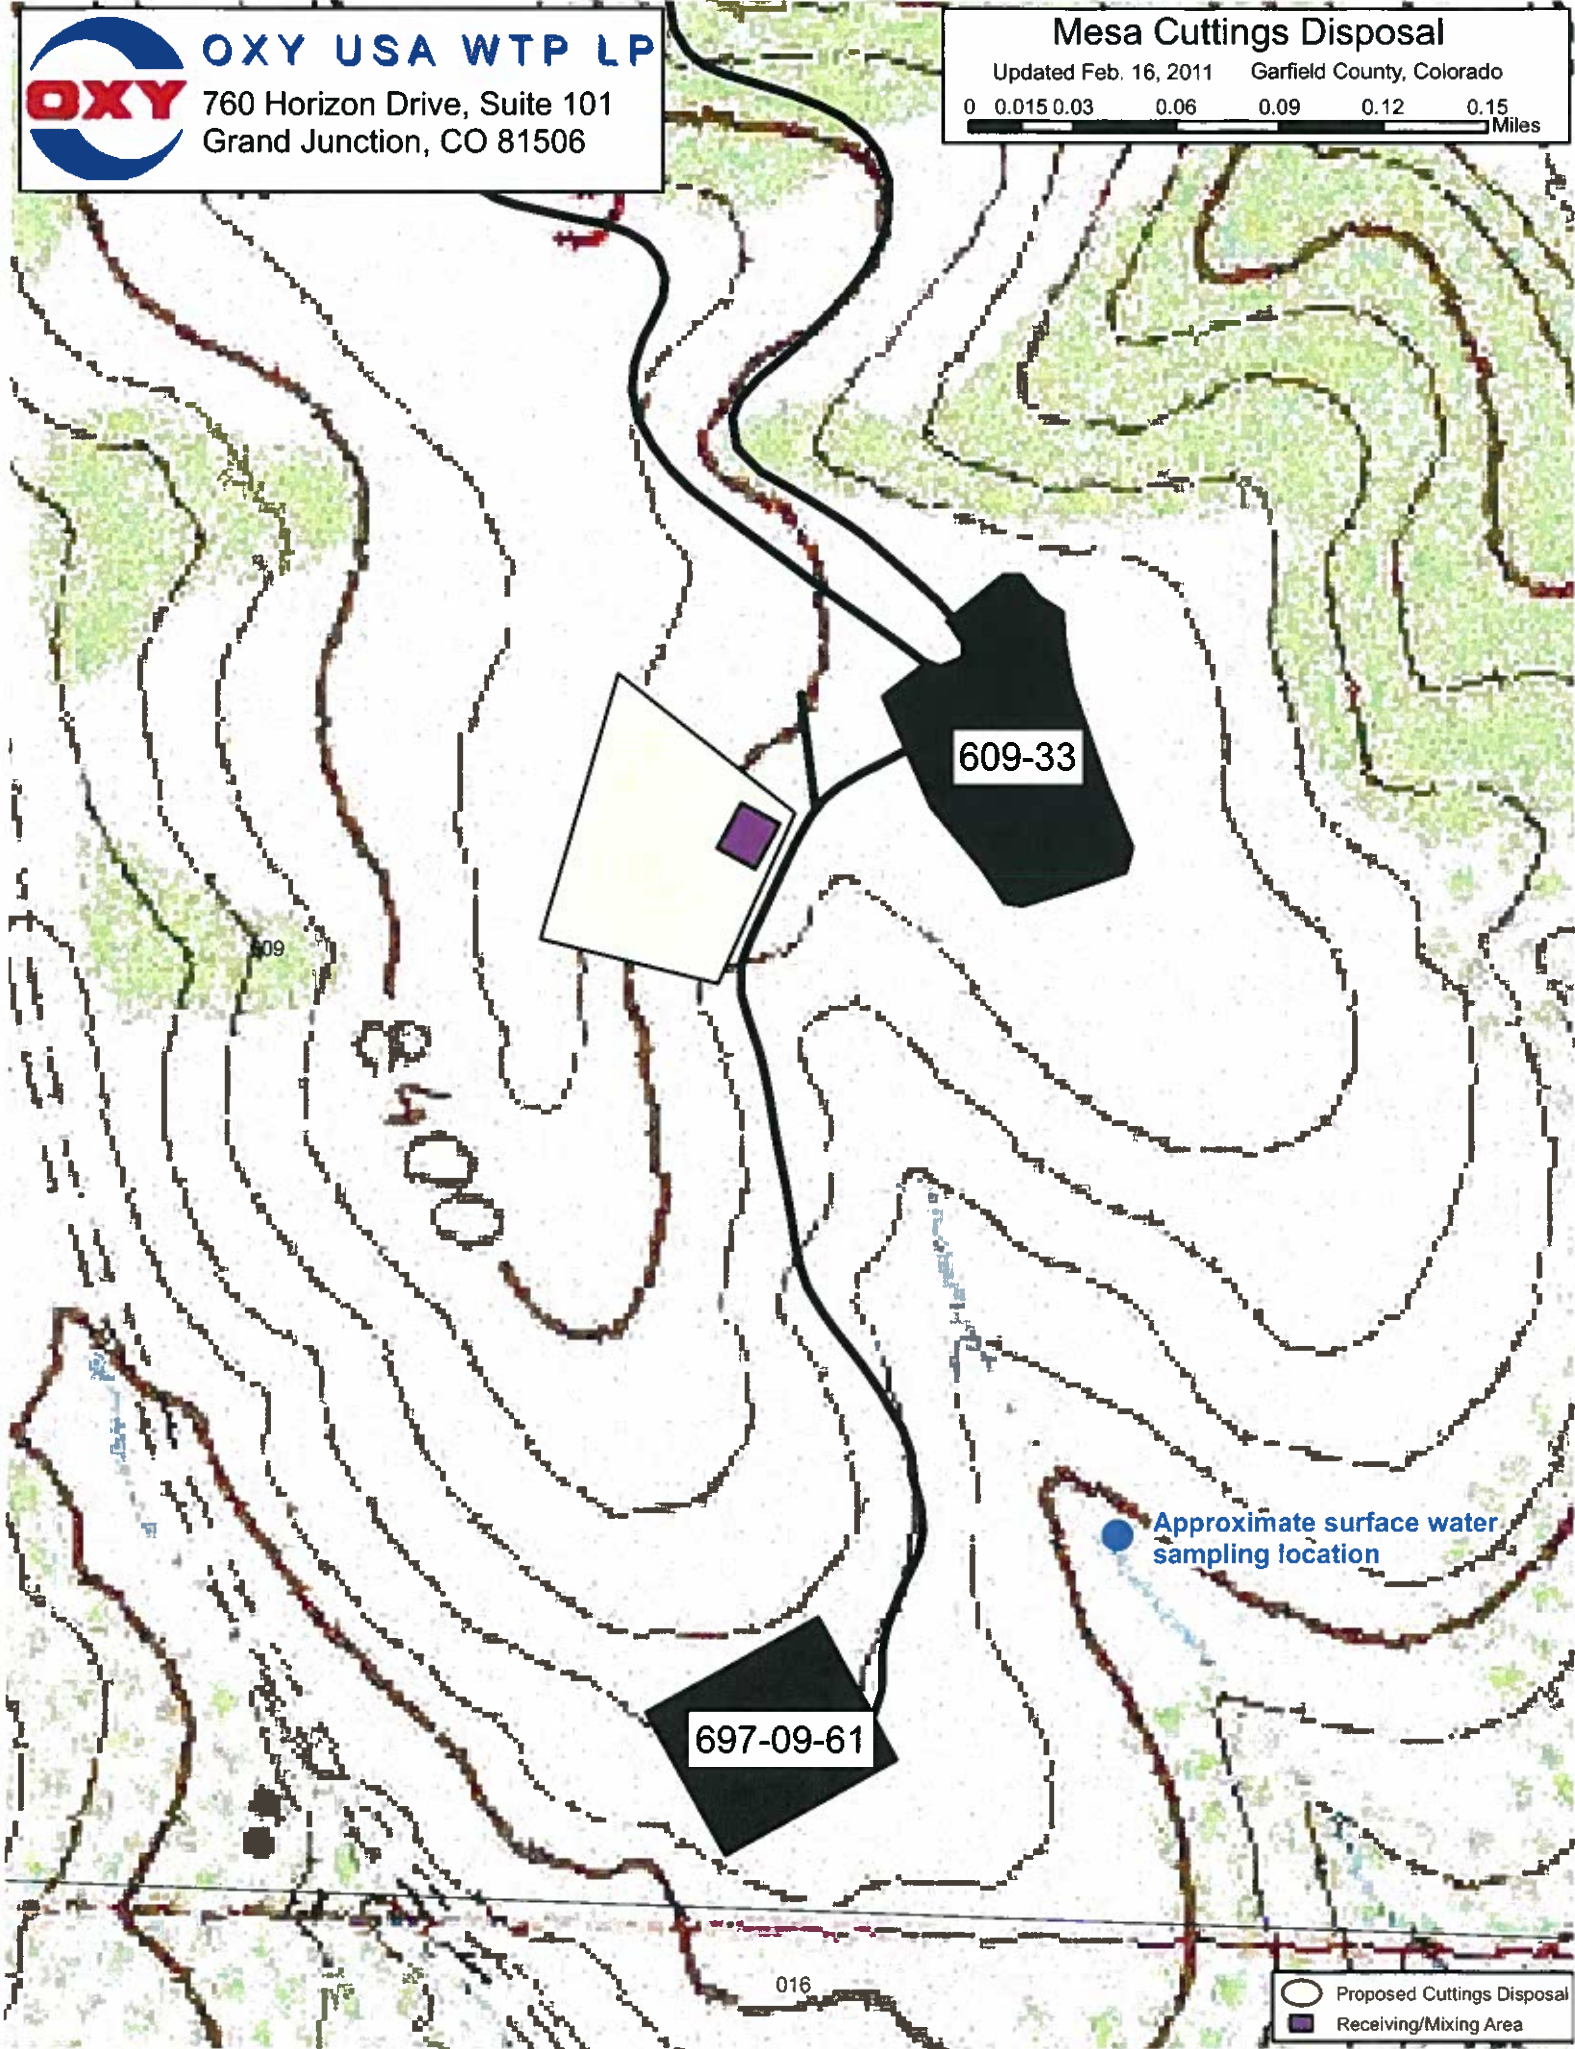 OXY USA WTP LP
OXY
760 Horizon Drive, Suite 101
Grand Junction, CO 81506
Mesa Cuttings Disposal
Updated Feb. 16, 2011 Garfield County, Colorado
0 0.015 0.03 0.06 0.09 0.12 0.15
Miles
609-33
609
Approximate surface water
sampling location
697-09-61
016
Proposed Cuttings Disposal
Receiving/Mixing Area